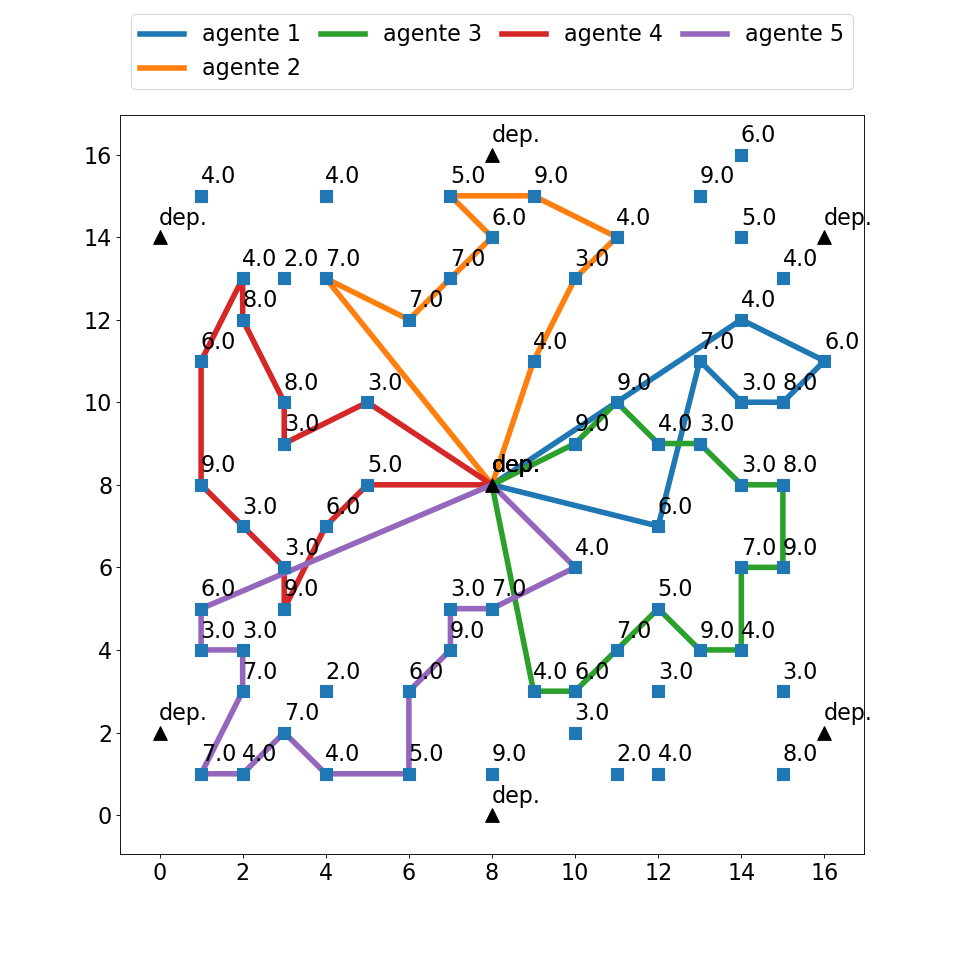 agente 1 agente 3 agente 4 agente 5
agente 2
dep. 6.0
16
4.0 4.0 5.0 9.0 9.0
dep. 6.0 4.0 5.0 dep.
14
4.0 2.0 7.0 7.0 3.0 4.0
8.0 7.0 4.0
12
6.0 4.0 7.0 6.0
8.0 3.0 9.0 3.0 8.0
10
3.0 9.0 4.0 3.0
9.0 5.0 dep. dep. 3.0 8.0
8
3.0 6.0 6.0
3.0 4.0 7.0 9.0
6
6.0 9.0 3.0 7.0 5.0
3.0 3.0 9.0 7.0 9.0 4.0
4
7.0 2.0 6.0 4.0 6.0 3.0 3.0
dep. 7.0 3.0 dep.
2
7.0 4.0 4.0 5.0 9.0 2.0 4.0 8.0
dep.
0
0 2 4 6 8 10 12 14 16